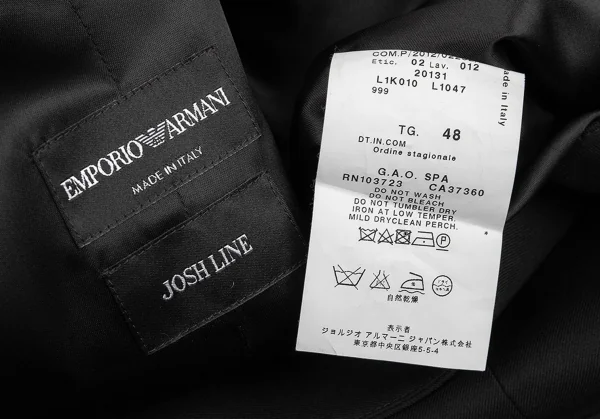 EMPORIO ARMANI
MADE IN ITALY
JOSH LINE
COM.P/2012/022
Etic. 02 Lav. 012
20131
L1K010 L1047
999
TG. 48
DT.IN.COM.
Ordine stagionale
G.A.O. SPA
RN103723 CA37360
DO NOT WASH
DO NOT BLEACH
DO NOT TUMBLER DRY
IRON AT LOW TEMPER.
MILD DRYCLEAN PERCH.
P
自然乾燥
表示者
ジョルジオ アルマーニ ジャパン株式会社
東京都中央区銀座5-5-4
ade in Italy